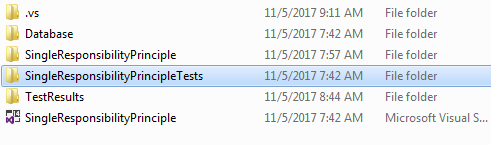 .vs 11/5/2017 9:11 AM File folder
Database 11/5/2017 7:42 AM File folder
SingleResponsibilityPrinciple 11/5/2017 7:57 AM File folder
SingleResponsibilityPrincipleTests 11/5/2017 7:42 AM File folder
TestResults 11/5/2017 8:44 AM File folder
SingleResponsibilityPrinciple 11/5/2017 7:42 AM Microsoft Visual S...